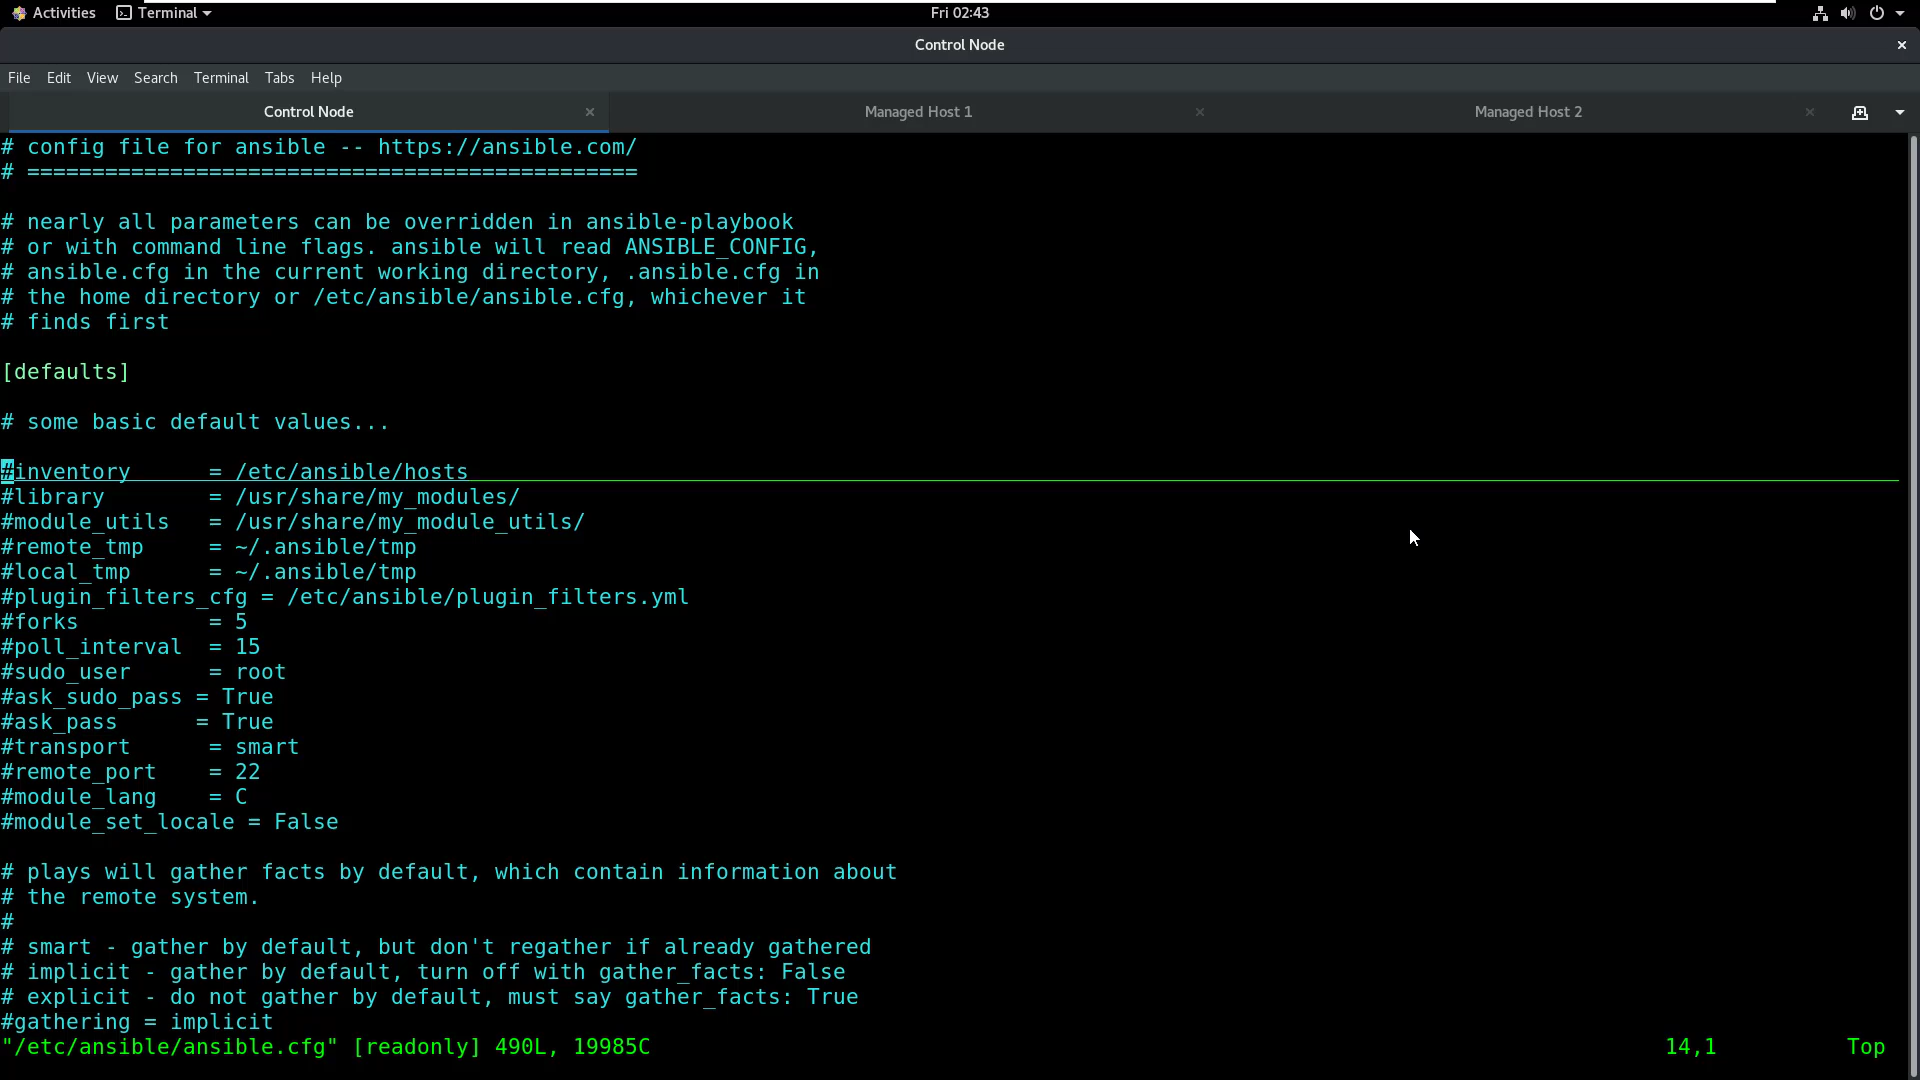 Activities Terminal Fri 02:43
Control Node
File Edit View Search Terminal Tabs Help
Control Node Managed Host 1 Managed Host 2
# config file for ansible -- https://ansible.com/
# ===============================================

# nearly all parameters can be overridden in ansible-playbook
# or with command line flags. ansible will read ANSIBLE_CONFIG,
# ansible.cfg in the current working directory, .ansible.cfg in
# the home directory or /etc/ansible/ansible.cfg, whichever it
# finds first

[defaults]

# some basic default values...

#inventory      = /etc/ansible/hosts
#library        = /usr/share/my_modules/
#module_utils   = /usr/share/my_module_utils/
#remote_tmp     = ~/.ansible/tmp
#local_tmp      = ~/.ansible/tmp
#plugin_filters_cfg = /etc/ansible/plugin_filters.yml
#forks          = 5
#poll_interval  = 15
#sudo_user      = root
#ask_sudo_pass = True
#ask_pass      = True
#transport      = smart
#remote_port    = 22
#module_lang    = C
#module_set_locale = False

# plays will gather facts by default, which contain information about
# the remote system.
#
# smart - gather by default, but don't regather if already gathered
# implicit - gather by default, turn off with gather_facts: False
# explicit - do not gather by default, must say gather_facts: True
#gathering = implicit
"/etc/ansible/ansible.cfg" [readonly] 490L, 19985C 14,1 Top